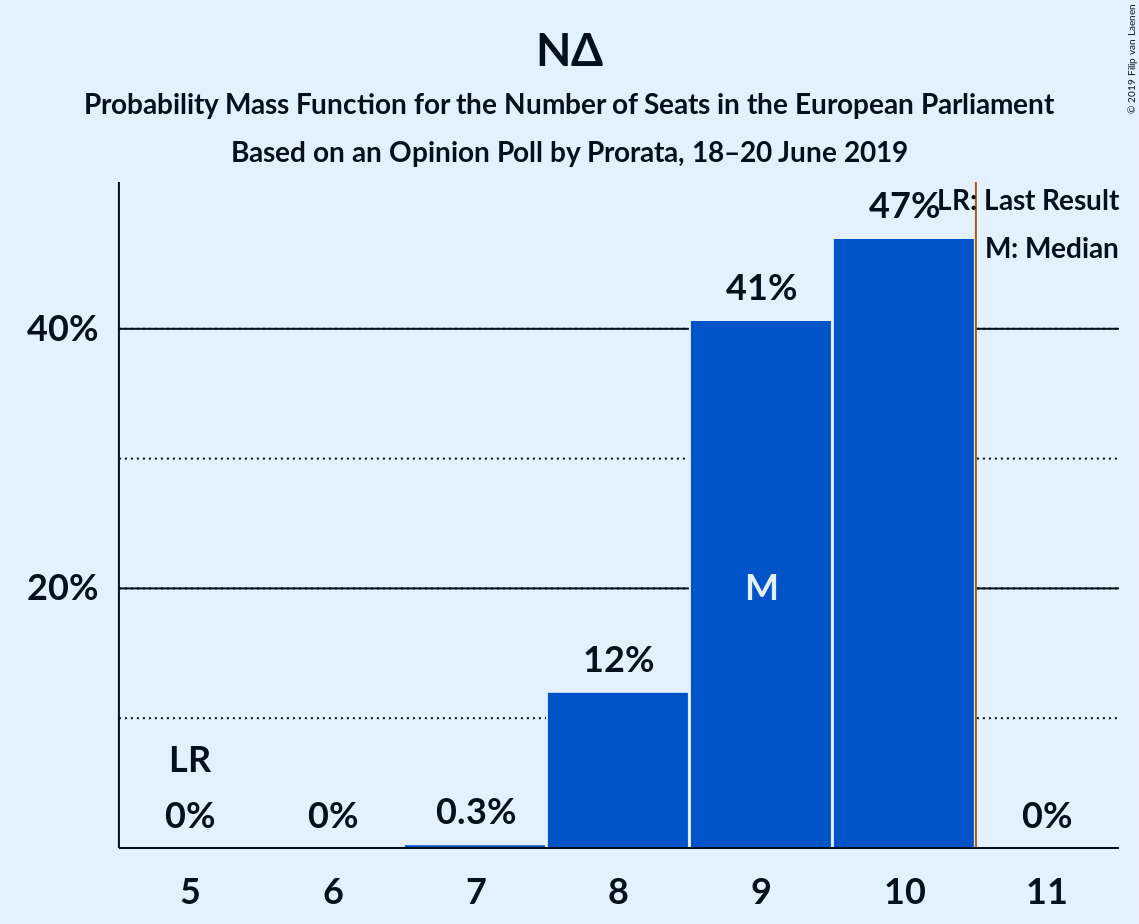 ΝΔ
Probability Mass Function for the Number of Seats in the European Parliament
Based on an Opinion Poll by Prorata, 18–20 June 2019
© 2019 Filip van Laenen
LR: Last Result
M: Median
47%
41%
40%
20%
M
12%
LR
0%
0%
0.3%
0%
5
6
7
8
9
10
11